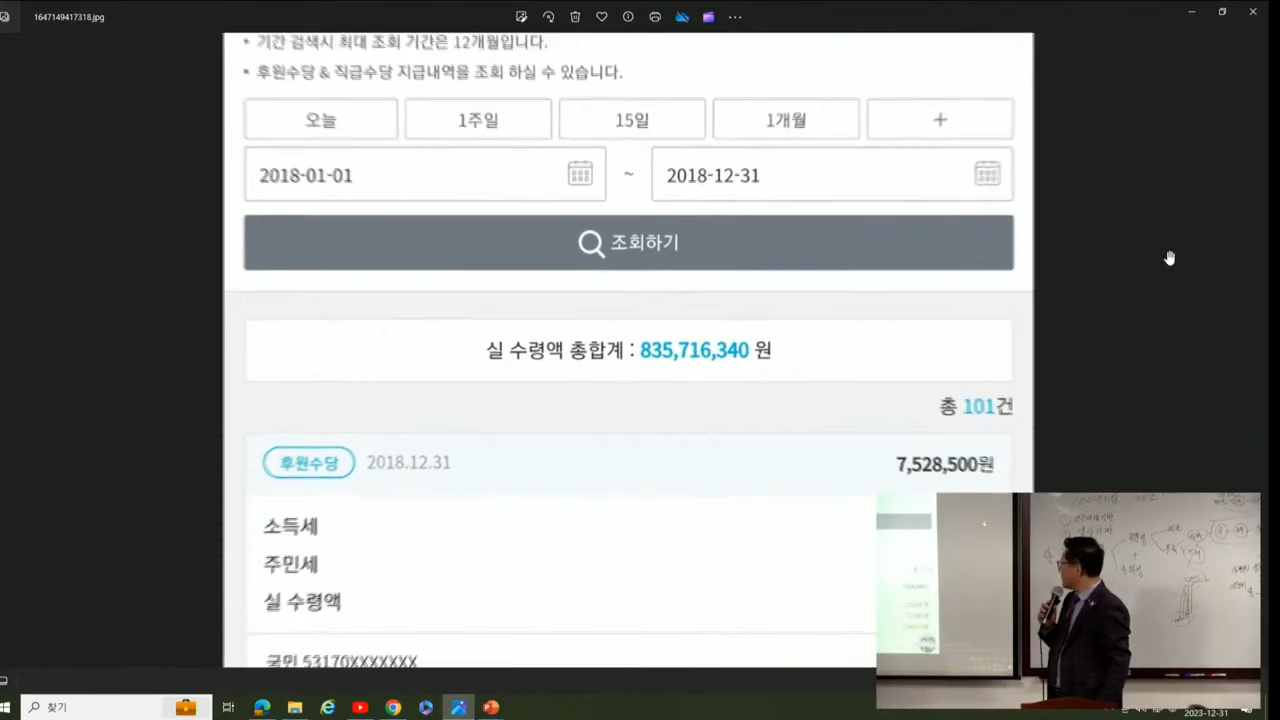 1647149417318.jpg
• 기간 검색시 최대 조회 기간은 12개월입니다.
• 후원수당 & 직급수당 지급내역을 조회 하실 수 있습니다.
오늘 1주일 15일 1개월 +
2018-01-01 ~ 2018-12-31
조회하기
실 수령액 총합계 : 835,716,340 원
총 101건
후원수당 2018.12.31 7,528,500원
소득세
주민세
실 수령액
국민 53170XXXXXXX
찾기
2023-12-31